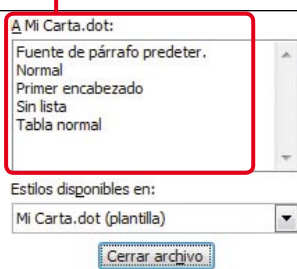 A Mi Carta.dot:
Fuente de párrafo predeter.
Normal
Primer encabezado
Sin lista
Tabla normal
Estilos disponibles en:
Mi Carta.dot (plantilla)
Cerrar archivo